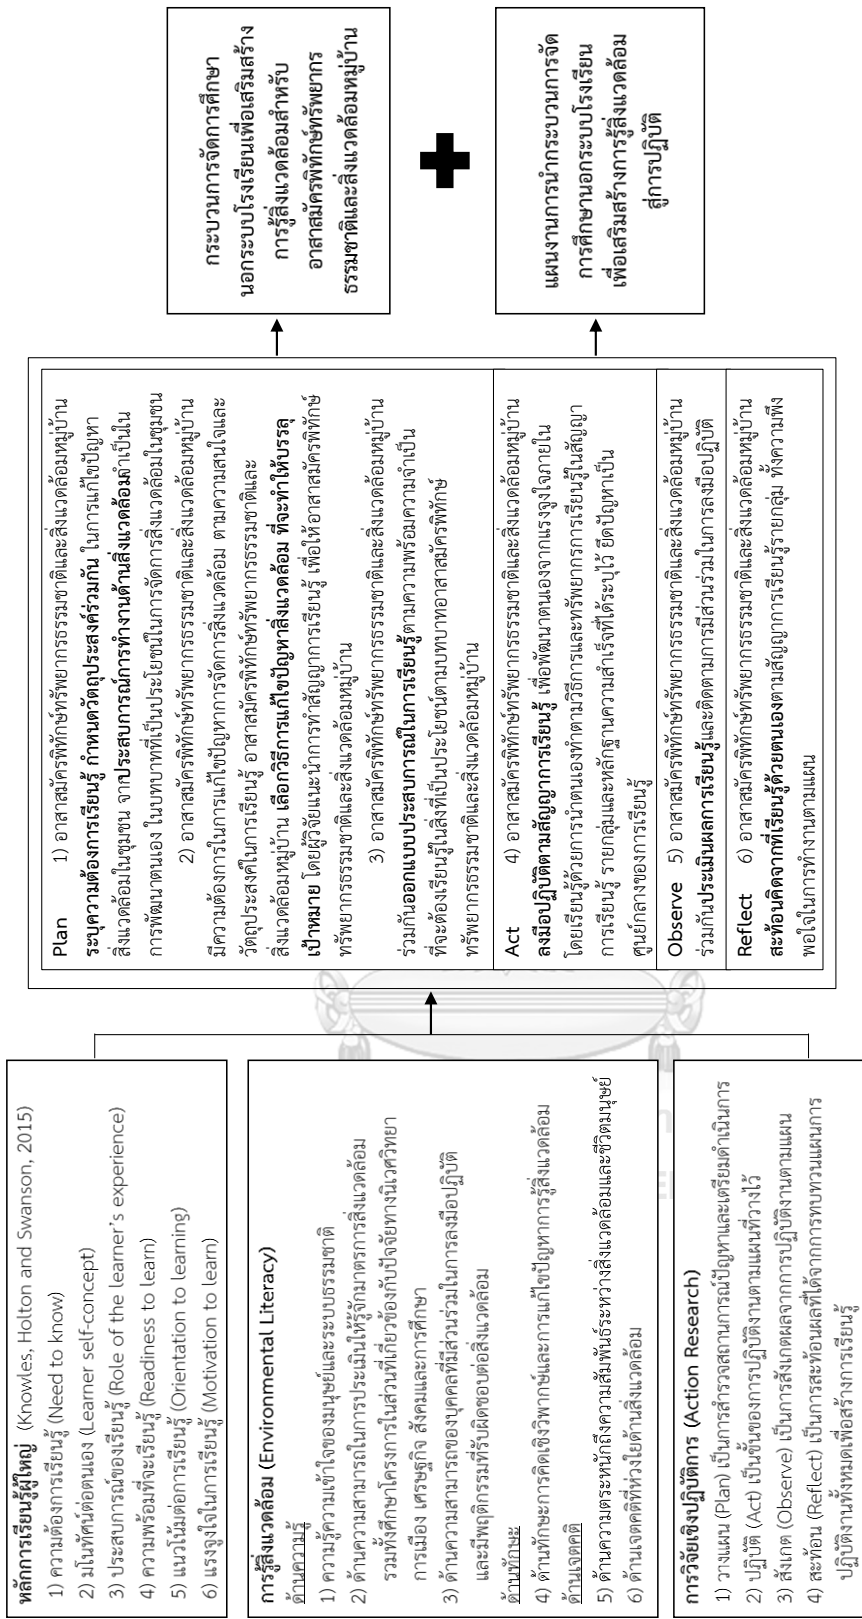 หลักการเรียนรู้ผู้ใหญ่ (Knowles, Holton and Swanson, 2015)
1) ความต้องการเรียนรู้ (Need to know)
2) มโนทัศน์ต่อตนเอง (Learner self-concept)
3) ประสบการณ์ของเรียนรู้ (Role of the learner's experience)
4) ความพร้อมที่จะเรียนรู้ (Readiness to learn)
5) แนวโน้มต่อการเรียนรู้ (Orientation to learning)
6) แรงจูงใจในการเรียนรู้ (Motivation to learn)
การรู้สิ่งแวดล้อม (Environmental Literacy)
ด้านความรู้
1) ความรู้ความเข้าใจของมนุษย์และระบบธรรมชาติ
2) ด้านความสามารถในการประเมินให้รู้จักมาตรการสิ่งแวดล้อม
รวมทั้งศึกษาโครงการในส่วนที่เกี่ยวข้องกับปัจจัยทางนิเวศวิทยา
การเมือง เศรษฐกิจ สังคมและการศึกษา
3) ด้านความสามารถของบุคคลที่มีส่วนร่วมในการลงมือปฏิบัติ
และมีพฤติกรรมที่รับผิดชอบต่อสิ่งแวดล้อม
ด้านทักษะ
4) ด้านทักษะการคิดเชิงวิพากษ์และการแก้ไขปัญหาการรู้สิ่งแวดล้อม
ด้านเจตคติ
5) ด้านความตระหนักถึงความสัมพันธ์ระหว่างสิ่งแวดล้อมและชีวิตมนุษย์
6) ด้านเจตคติที่ห่วงใยด้านสิ่งแวดล้อม
การวิจัยเชิงปฏิบัติการ (Action Research)
1) วางแผน (Plan) เป็นการสำรวจสถานการณ์ปัญหาและเตรียมดำเนินการ
2) ปฏิบัติ (Act) เป็นขั้นของการปฏิบัติงานตามแผนที่วางไว้
3) สังเกต (Observe) เป็นการสังเกตผลจากการปฏิบัติงานตามแผน
4) สะท้อน (Reflect) เป็นการสะท้อนผลที่ได้จากการทบทวนแผนการ
ปฏิบัติงานทั้งหมดเพื่อสร้างการเรียนรู้
Plan 1) อาสาสมัครพิทักษ์ทรัพยากรธรรมชาติและสิ่งแวดล้อมหมู่บ้าน
ระบุความต้องการเรียนรู้ กำหนดวัตถุประสงค์ร่วมกัน ในการแก้ไขปัญหา
สิ่งแวดล้อมในชุมชน จากประสบการณ์การทำงานด้านสิ่งแวดล้อมจำเป็นใน
การพัฒนาตนเอง ในบทบาทที่เป็นประโยชน์ในการจัดการสิ่งแวดล้อมในชุมชน
2) อาสาสมัครพิทักษ์ทรัพยากรธรรมชาติและสิ่งแวดล้อมหมู่บ้าน
มีความต้องการในการแก้ไขปัญหาการจัดการสิ่งแวดล้อม ตามความสนใจและ
วัตถุประสงค์ในการเรียนรู้ อาสาสมัครพิทักษ์ทรัพยากรธรรมชาติและ
สิ่งแวดล้อมหมู่บ้าน เลือกวิธีการแก้ไขปัญหาสิ่งแวดล้อม ที่จะทำให้บรรลุ
เป้าหมาย โดยผู้วิจัยแนะนำการทำสัญญาการเรียนรู้ เพื่อให้อาสาสมัครพิทักษ์
ทรัพยากรธรรมชาติและสิ่งแวดล้อมหมู่บ้าน
3) อาสาสมัครพิทักษ์ทรัพยากรธรรมชาติและสิ่งแวดล้อมหมู่บ้าน
ร่วมกันออกแบบประสบการณ์ในการเรียนรู้ตามความพร้อมความจำเป็น
ที่จะต้องเรียนรู้ในสิ่งที่เป็นประโยชน์ตามบทบาทอาสาสมัครพิทักษ์
ทรัพยากรธรรมชาติและสิ่งแวดล้อมหมู่บ้าน
Act 4) อาสาสมัครพิทักษ์ทรัพยากรธรรมชาติและสิ่งแวดล้อมหมู่บ้าน
ลงมือปฏิบัติตามสัญญาการเรียนรู้ เพื่อพัฒนาตนเองจากแรงจูงใจภายใน
โดยเรียนรู้ด้วยการนำตนเองทำตามวิธีการและทรัพยากรการเรียนรู้ในสัญญา
การเรียนรู้ รายกลุ่มและหลักฐานความสำเร็จที่ได้ระบุไว้ ยึดปัญหาเป็น
ศูนย์กลางของการเรียนรู้
Observe 5) อาสาสมัครพิทักษ์ทรัพยากรธรรมชาติและสิ่งแวดล้อมหมู่บ้าน
ร่วมกันประเมินผลการเรียนรู้และติดตามการมีส่วนร่วมในการลงมือปฏิบัติ
Reflect 6) อาสาสมัครพิทักษ์ทรัพยากรธรรมชาติและสิ่งแวดล้อมหมู่บ้าน
สะท้อนคิดจากที่เรียนรู้ด้วยตนเองตามสัญญาการเรียนรู้รายกลุ่ม ทั้งความพึง
พอใจในการทำงานตามแผน
กระบวนการจัดการศึกษา
นอกระบบโรงเรียนเพื่อเสริมสร้าง
การรู้สิ่งแวดล้อมสำหรับ
อาสาสมัครพิทักษ์ทรัพยากร
ธรรมชาติและสิ่งแวดล้อมหมู่บ้าน
แผนงานการนำกระบวนการจัด
การศึกษานอกระบบโรงเรียน
เพื่อเสริมสร้างการรู้สิ่งแวดล้อม
สู่การปฏิบัติ